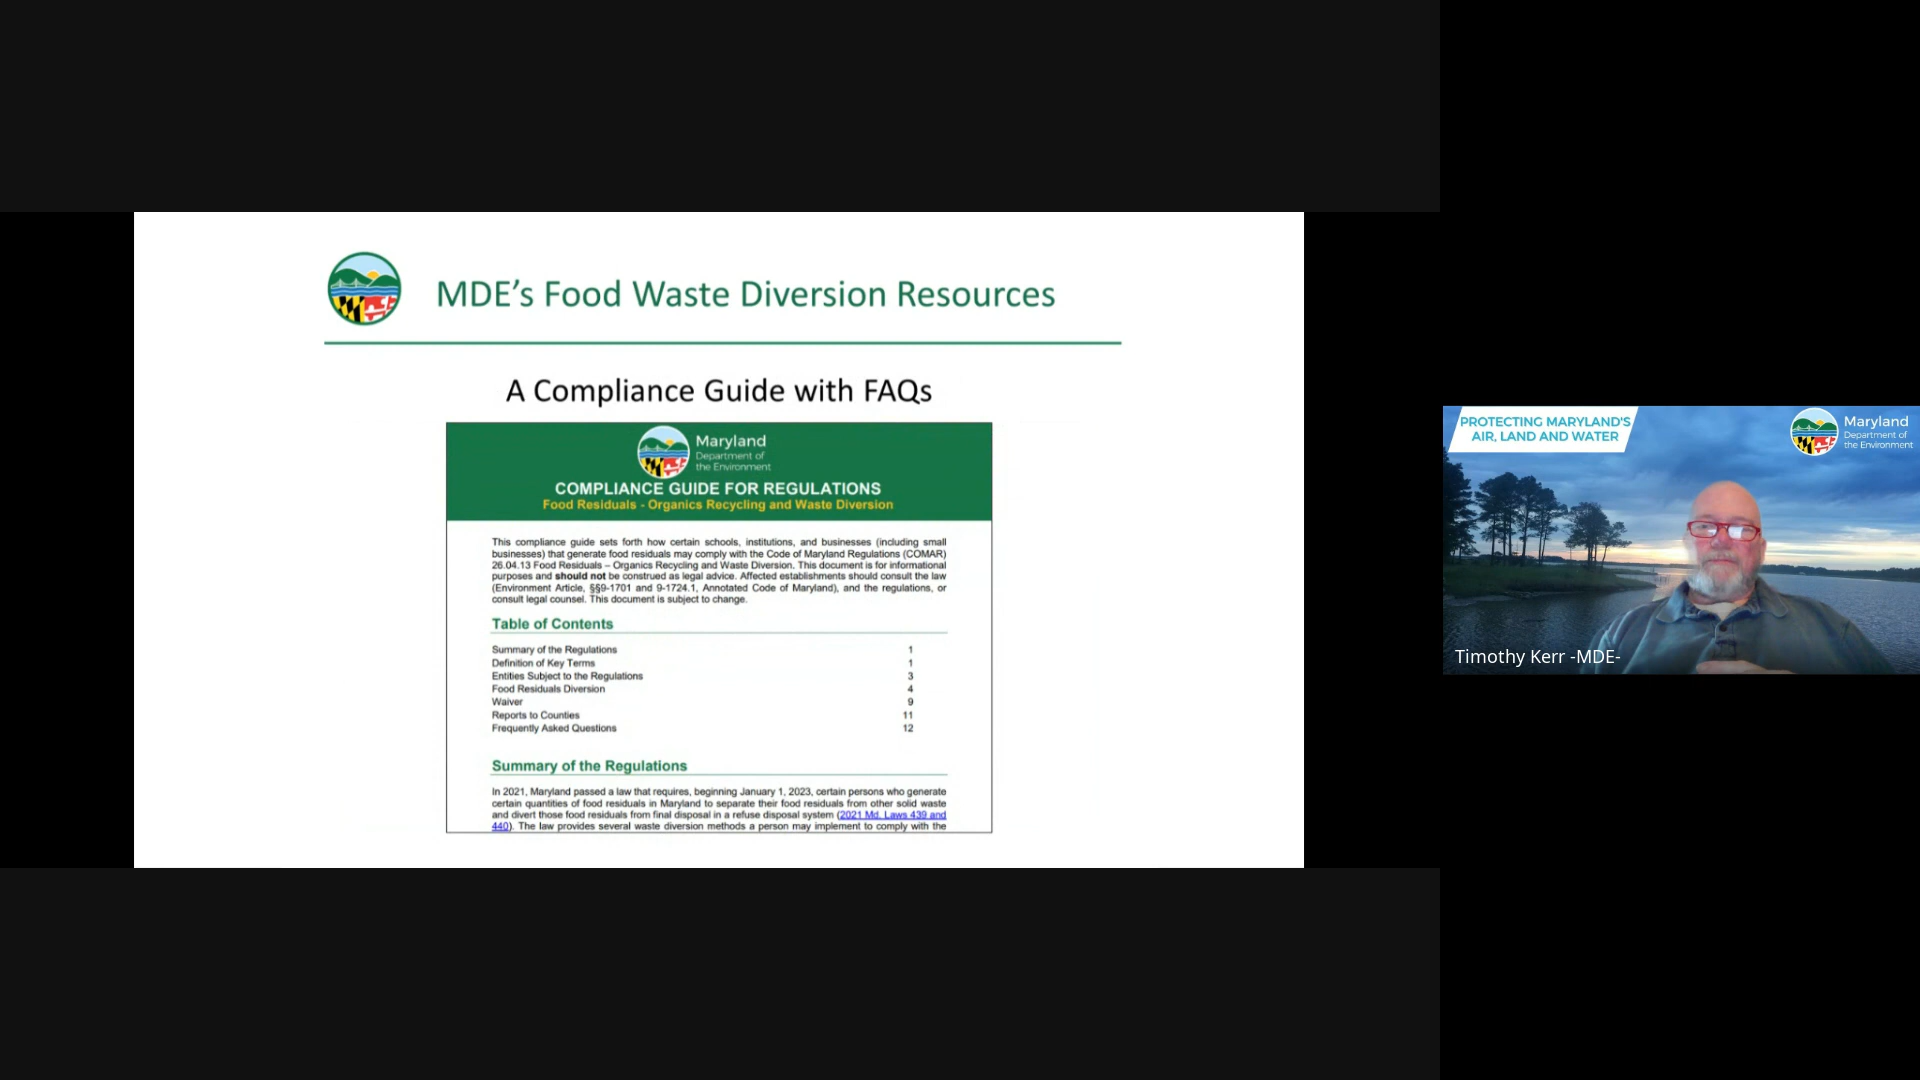 MDE’s Food Waste Diversion Resources
A Compliance Guide with FAQs
Maryland
Department of
the Environment
COMPLIANCE GUIDE FOR REGULATIONS
Food Residuals - Organics Recycling and Waste Diversion
This compliance guide sets forth how certain schools, institutions, and businesses (including small
businesses) that generate food residuals may comply with the Code of Maryland Regulations (COMAR)
26.04.13 Food Residuals – Organics Recycling and Waste Diversion. This document is for informational
purposes and should not be construed as legal advice. Affected establishments should consult the law
(Environment Article, §§9-1701 and 9-1724.1, Annotated Code of Maryland), and the regulations, or
consult legal counsel. This document is subject to change.
Table of Contents
Summary of the Regulations 1
Definition of Key Terms 1
Entities Subject to the Regulations 3
Food Residuals Diversion 4
Waiver 9
Reports to Counties 11
Frequently Asked Questions 12
Summary of the Regulations
In 2021, Maryland passed a law that requires, beginning January 1, 2023, certain persons who generate
certain quantities of food residuals in Maryland to separate their food residuals from other solid waste
and divert those food residuals from final disposal in a refuse disposal system (2021 Md. Laws 439 and
440). The law provides several waste diversion methods a person may implement to comply with the
PROTECTING MARYLAND'S
AIR, LAND AND WATER
Maryland
Department of
the Environment
Timothy Kerr -MDE-